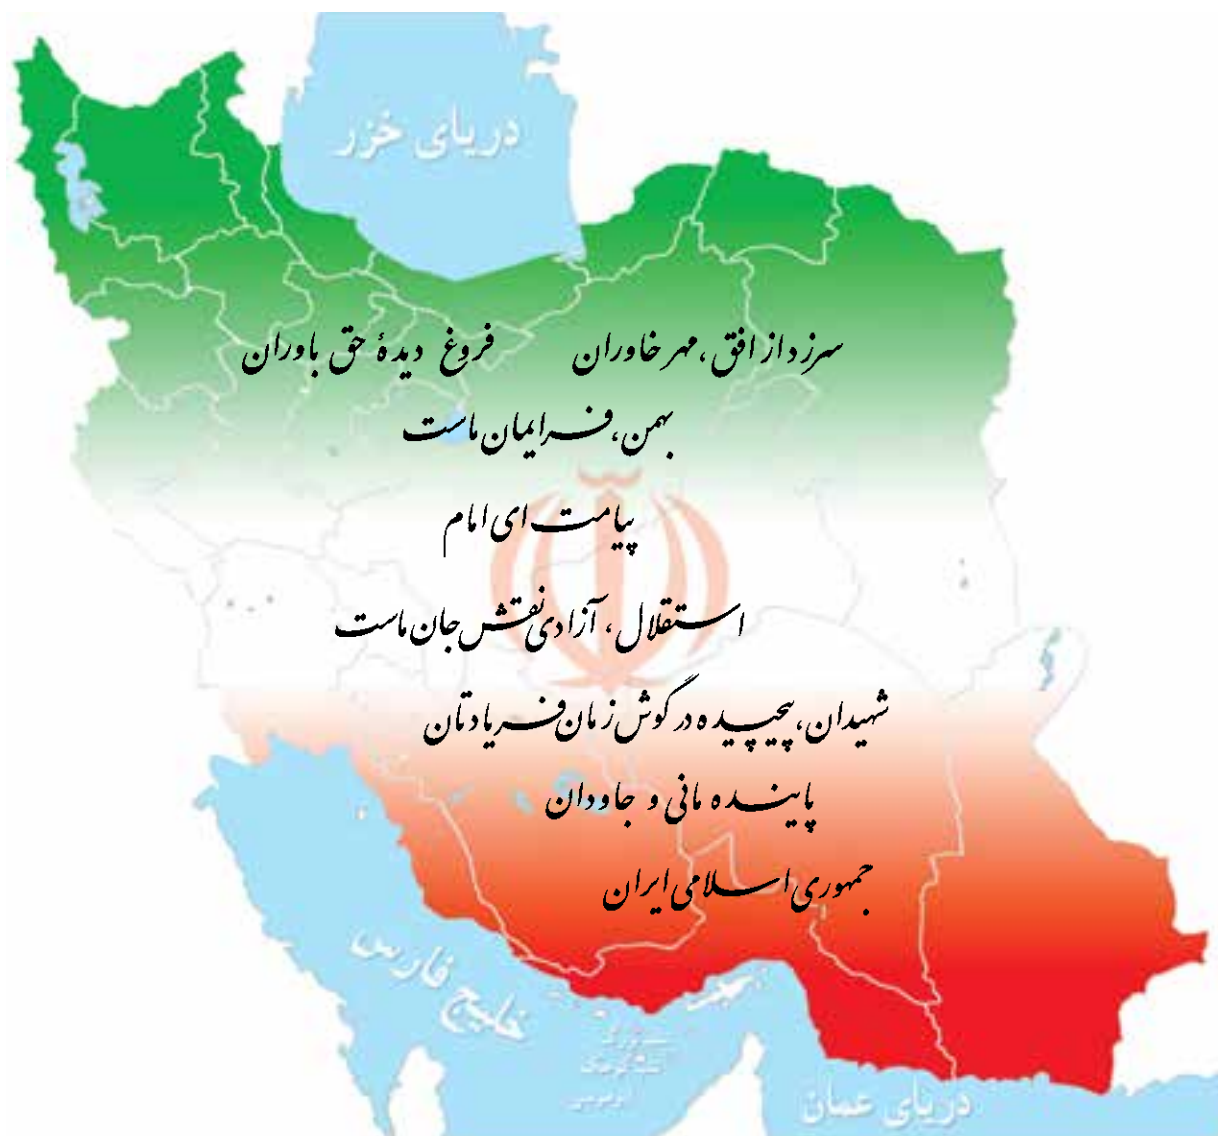 دریای خزر
سرزد از افق، مهر خاوران فروغ دیدهٔ حق باوران
بهمن، فر ایمان ماست
پیامت ای امام
استقلال، آزادی نقش جان ماست
شهیدان، پیچیده در گوش زمان فریادتان
پاینده مانی و جاودان
جمهوری اسلامی ایران
خلیج فارس
ابوموسی
دریای عمان